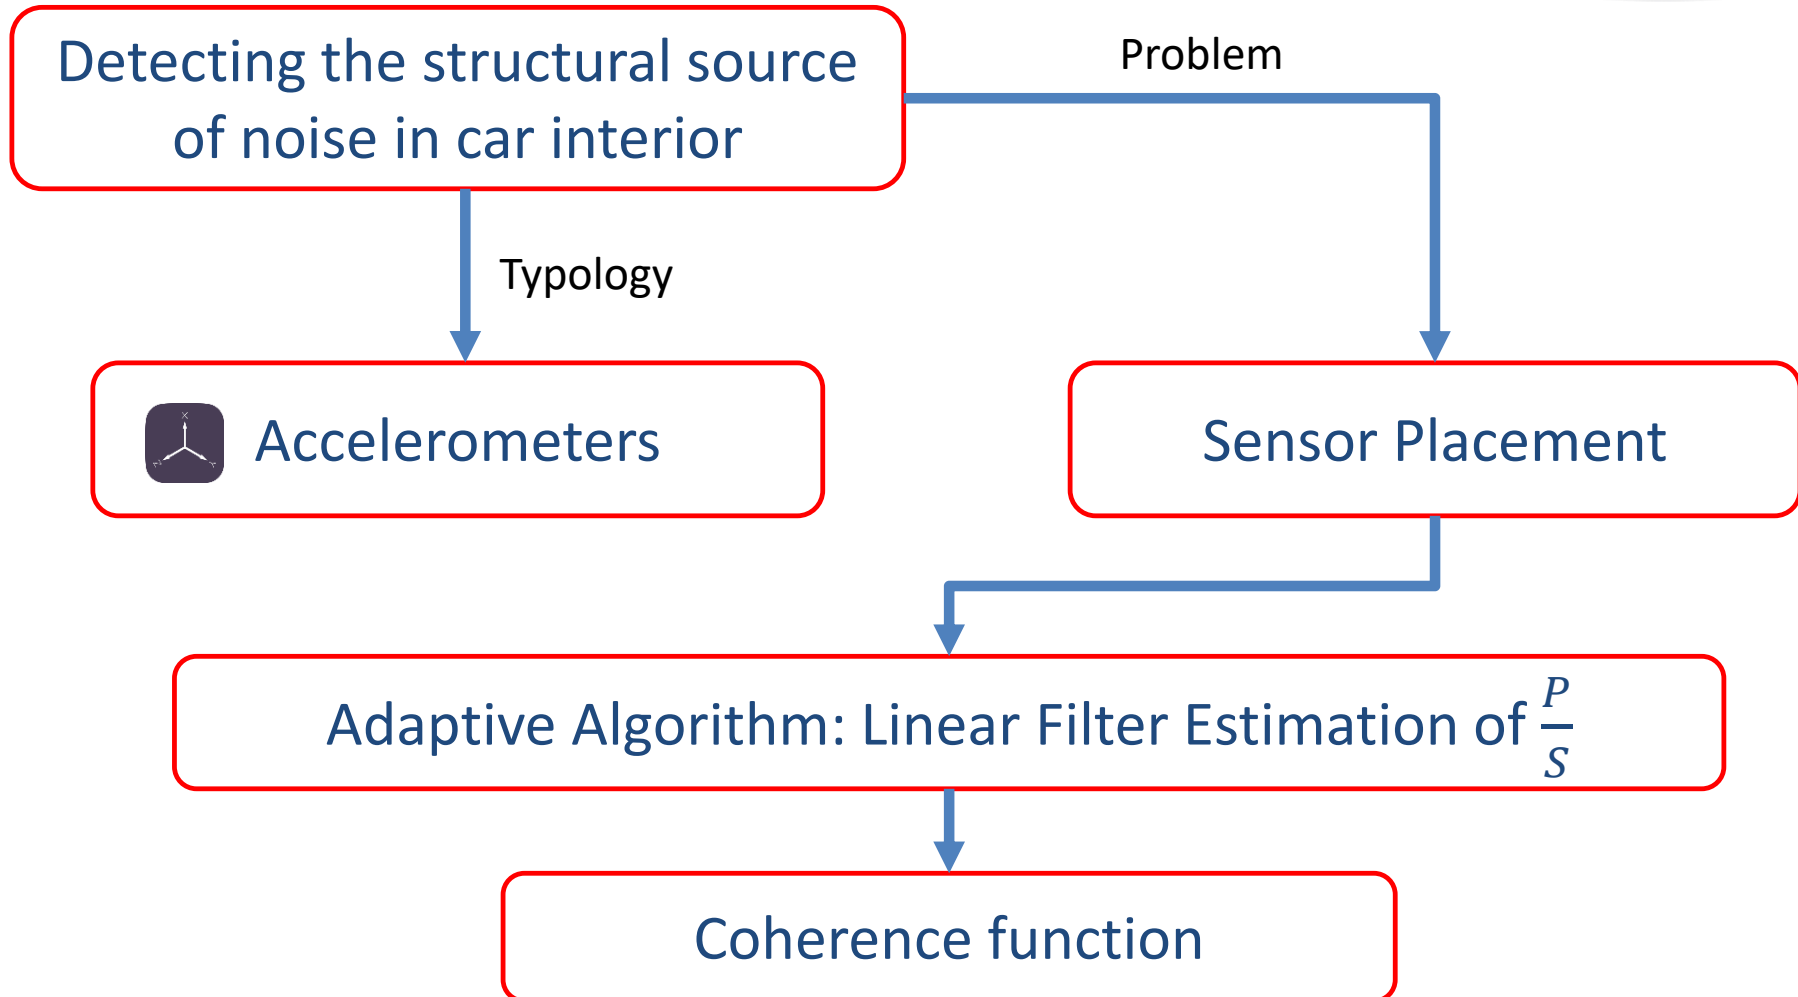 Detecting the structural source
of noise in car interior
Problem
Typology
X
Z
Y
Accelerometers
Sensor Placement
Adaptive Algorithm: Linear Filter Estimation of P/S
Coherence function